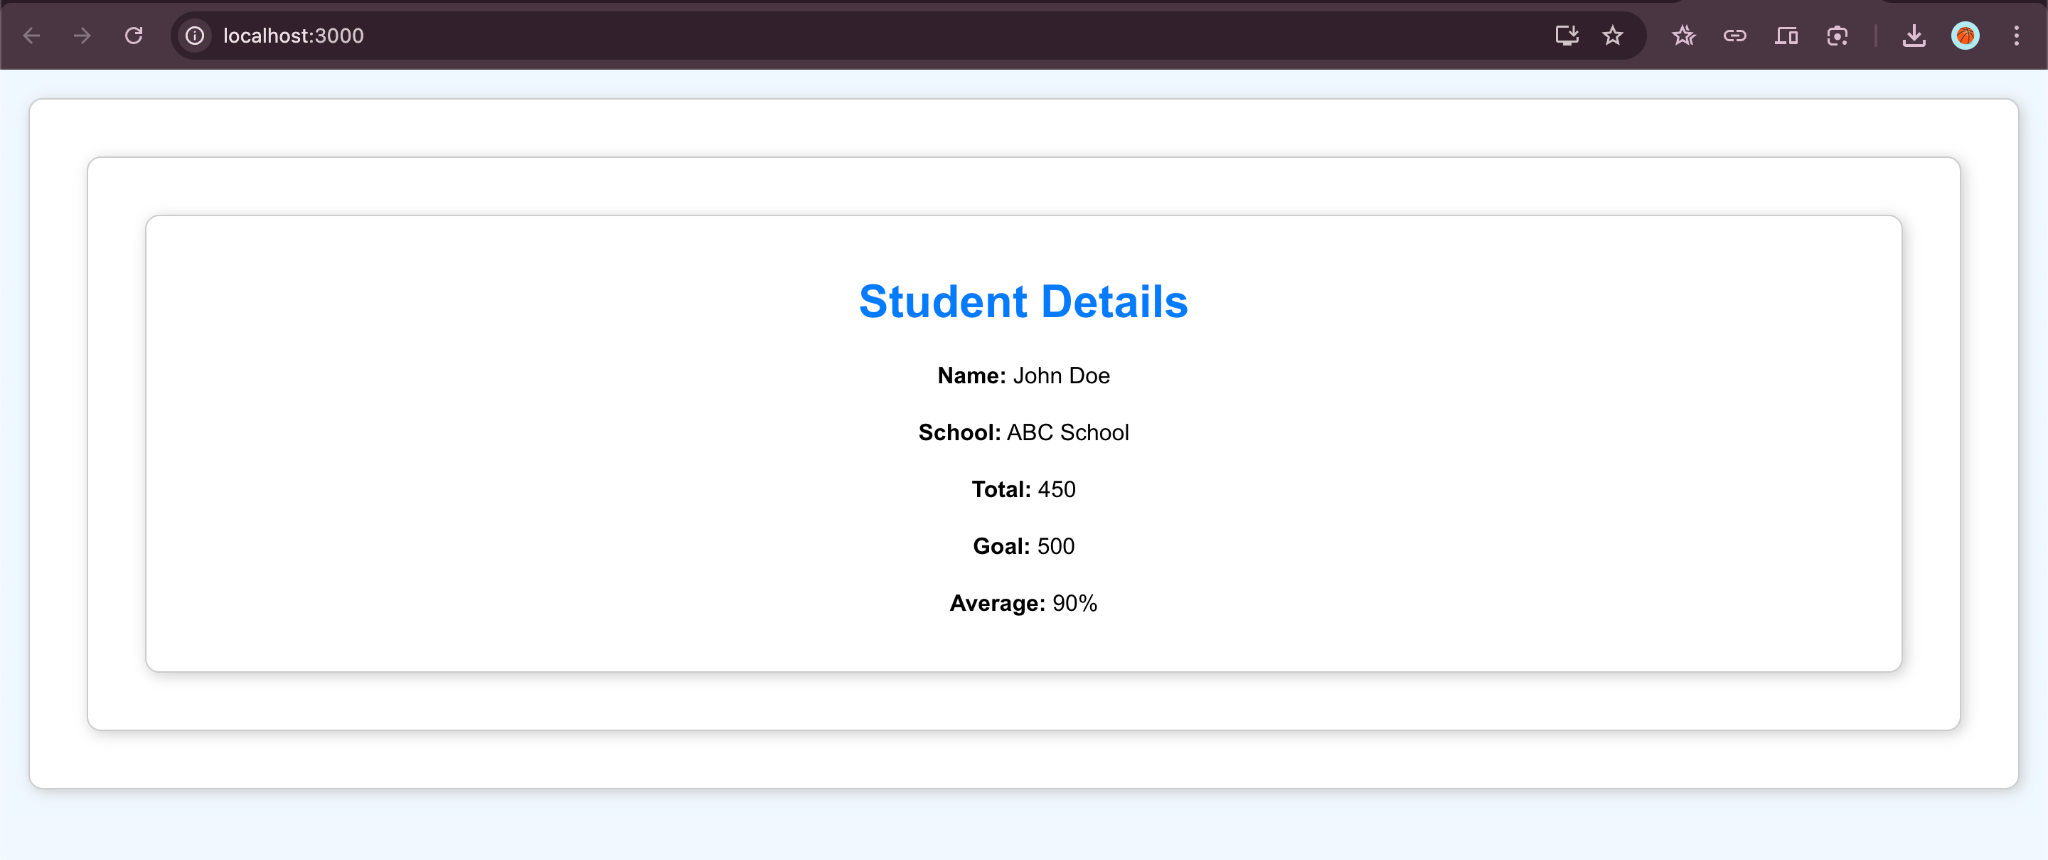 localhost:3000
Student Details
Name: John Doe
School: ABC School
Total: 450
Goal: 500
Average: 90%